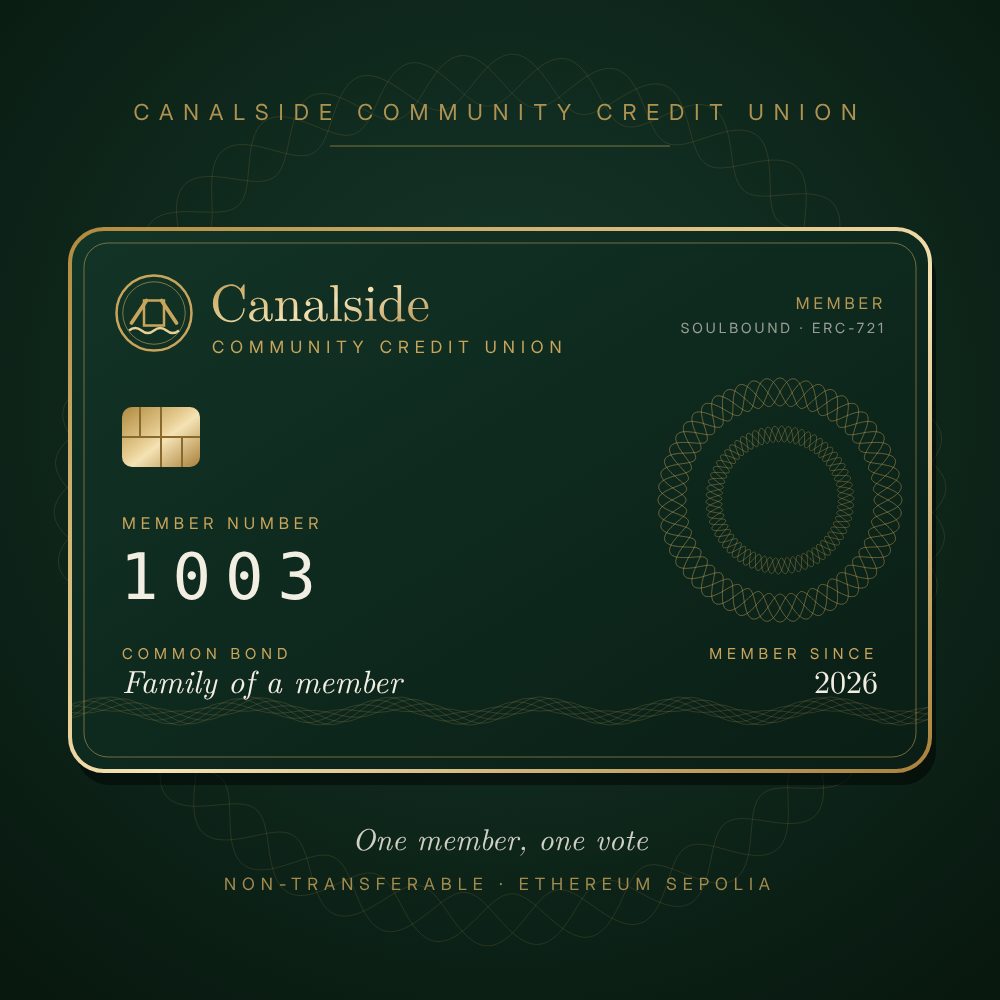 CANALSIDE COMMUNITY CREDIT UNION
Canalside
COMMUNITY CREDIT UNION
MEMBER
SOULBOUND · ERC-721
MEMBER NUMBER
1003
COMMON BOND
Family of a member
MEMBER SINCE
2026
One member, one vote
NON-TRANSFERABLE · ETHEREUM SEPOLIA